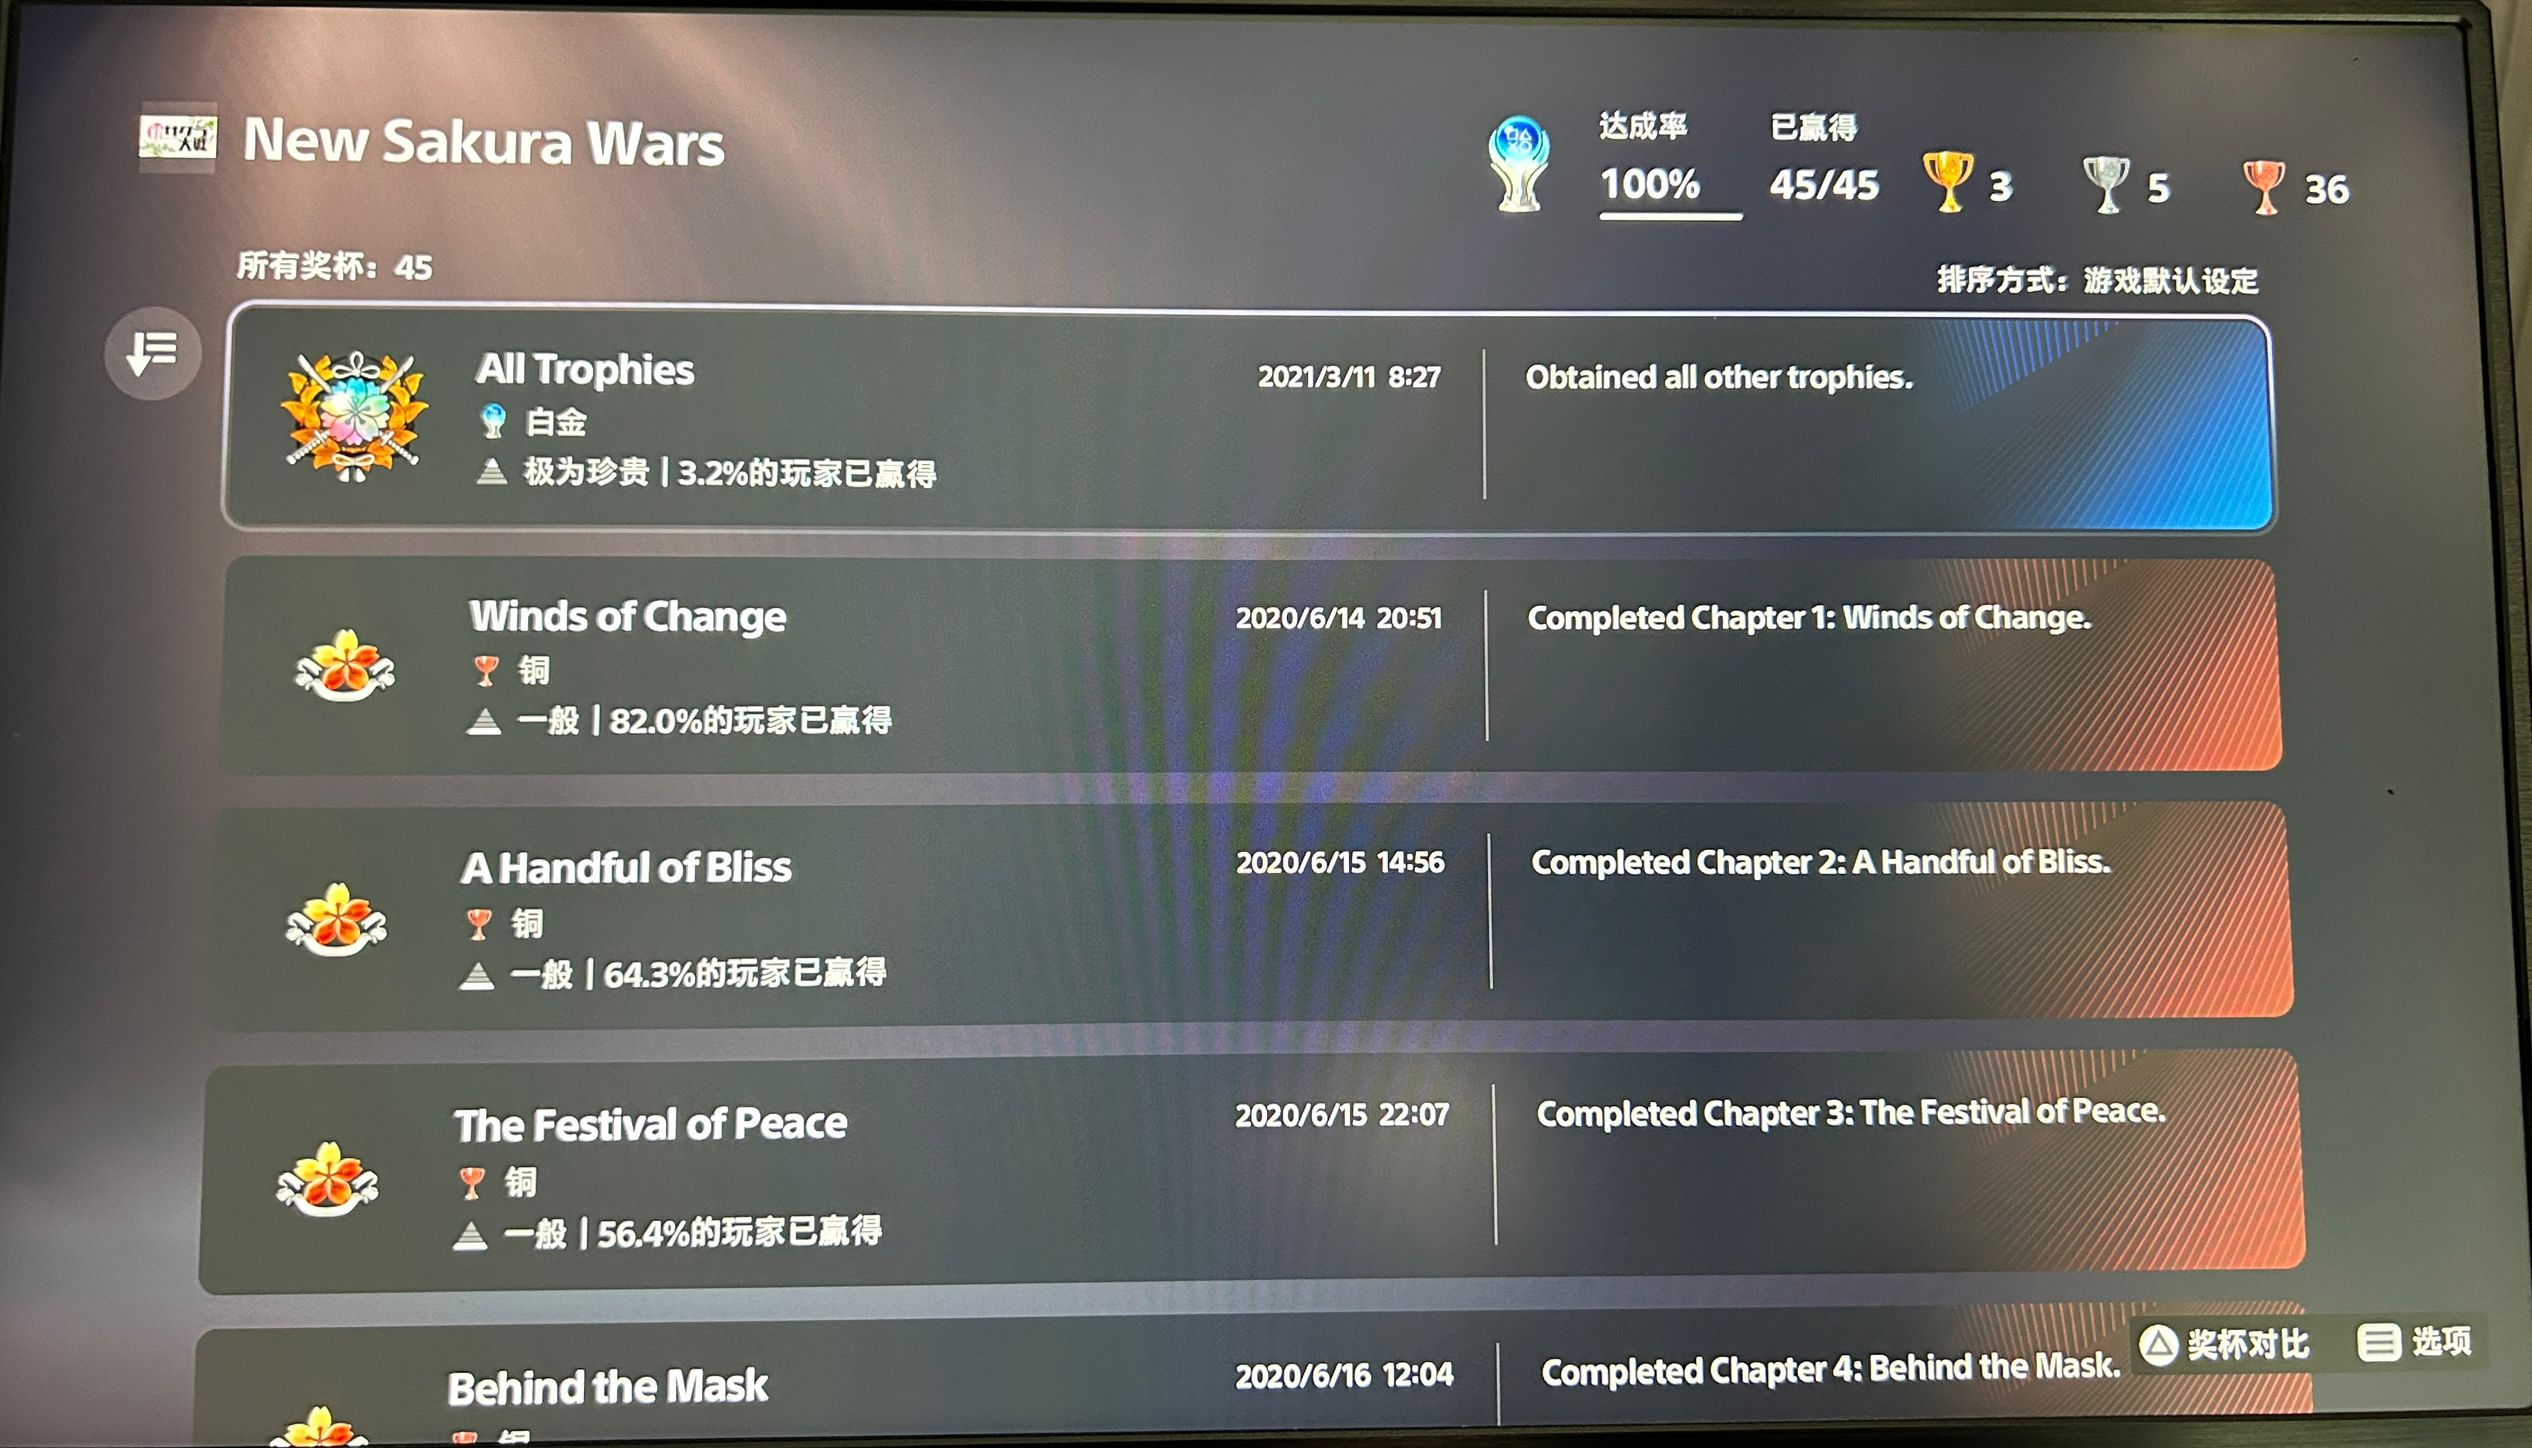 New Sakura Wars
达成率
已赢得
100%
45/45
3
5
36
所有奖杯：45
排序方式：游戏默认设定
All Trophies
2021/3/11 8:27
Obtained all other trophies.
白金
极为珍贵 | 3.2%的玩家已赢得
Winds of Change
2020/6/14 20:51
Completed Chapter 1: Winds of Change.
铜
一般 | 82.0%的玩家已赢得
A Handful of Bliss
2020/6/15 14:56
Completed Chapter 2: A Handful of Bliss.
铜
一般 | 64.3%的玩家已赢得
The Festival of Peace
2020/6/15 22:07
Completed Chapter 3: The Festival of Peace.
铜
一般 | 56.4%的玩家已赢得
Behind the Mask
2020/6/16 12:04
Completed Chapter 4: Behind the Mask.
奖杯对比
选项